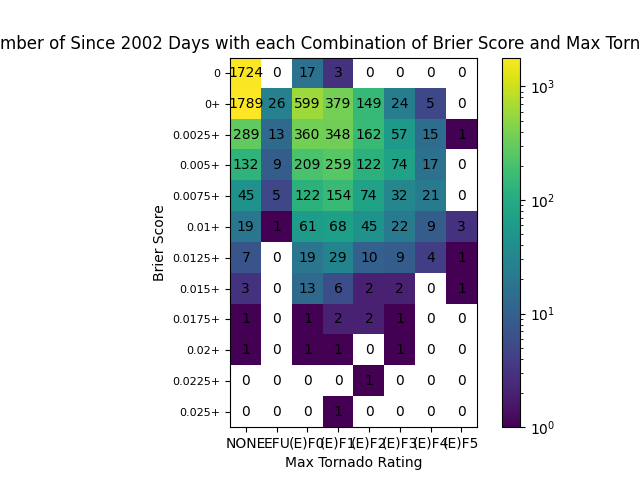 mber of Since 2002 Days with each Combination of Brier Score and Max Torn
0 1724 0 17 3 0 0 0 0
0+ 1789 26 599 379 149 24 5 0
0.0025+ 289 13 360 348 162 57 15 1
0.005+ 132 9 209 259 122 74 17 0
0.0075+ 45 5 122 154 74 32 21 0
0.01+ 19 1 61 68 45 22 9 3
0.0125+ 7 0 19 29 10 9 4 1
0.015+ 3 0 13 6 2 2 0 1
0.0175+ 1 0 1 2 2 1 0 0
0.02+ 1 0 1 1 0 1 0 0
0.0225+ 0 0 0 0 1 0 0 0
0.025+ 0 0 0 1 0 0 0 0
NONE EFU (E)F0 (E)F1 (E)F2 (E)F3 (E)F4 (E)F5
Max Tornado Rating
Brier Score
10³
10²
10¹
10⁰